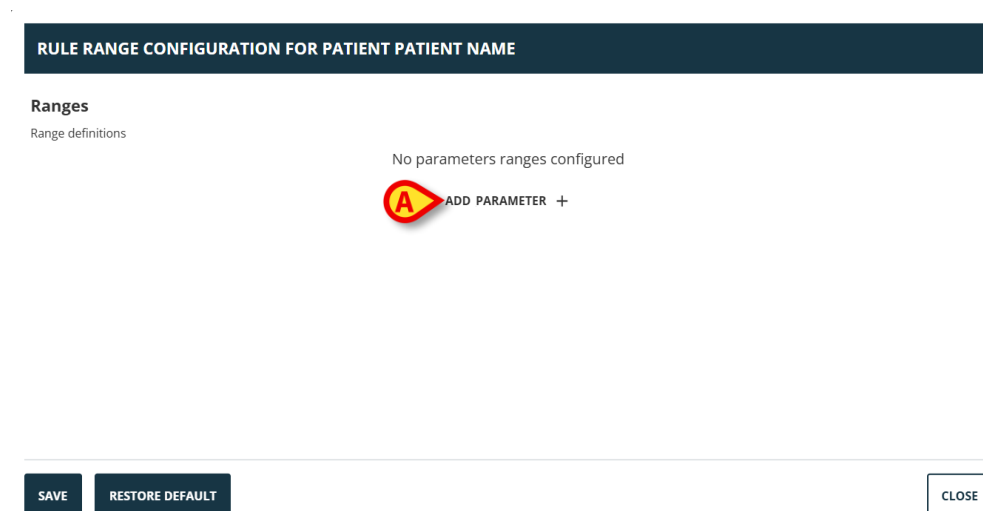 RULE RANGE CONFIGURATION FOR PATIENT PATIENT NAME
Ranges
Range definitions
No parameters ranges configured
A ADD PARAMETER +
SAVE RESTORE DEFAULT CLOSE